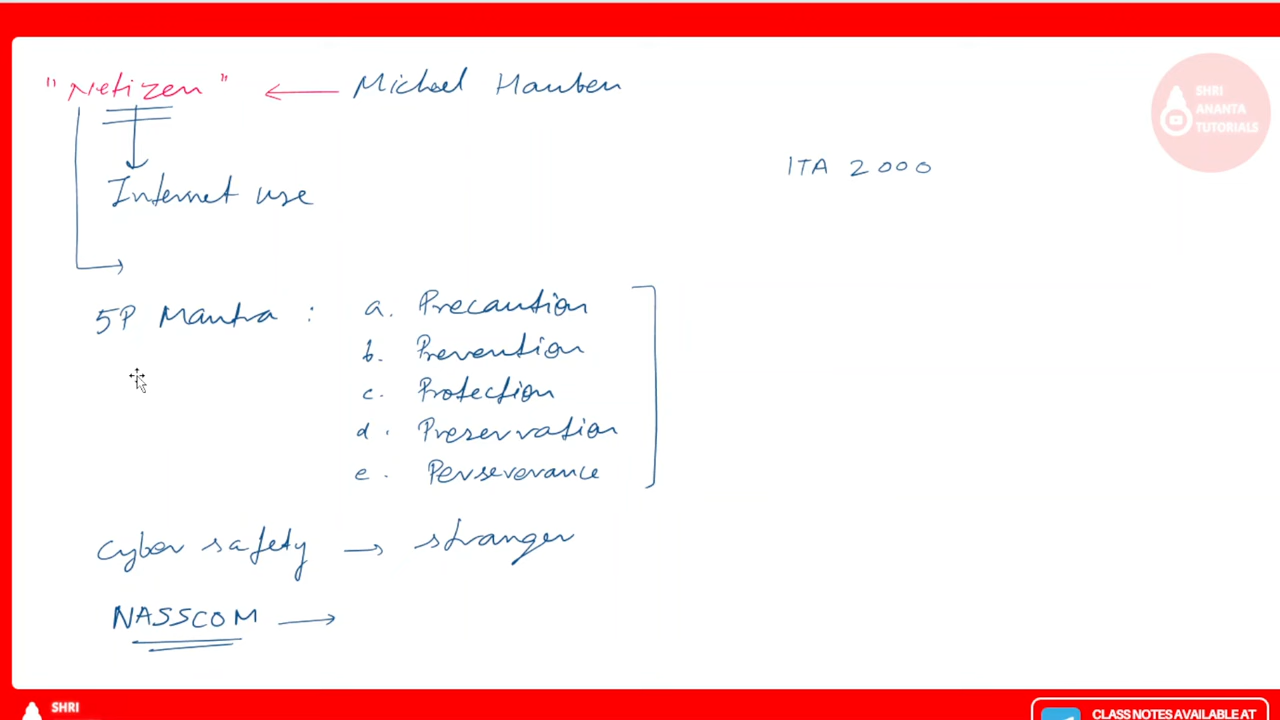 "Netizen" ← Michael Hauben
SHRI
ANANTA
TUTORIALS
ITA 2000
Internet use
5P Mantra : a. Precaution
b. Prevention
c. Protection
d. Preservation
e. Perseverance
Cyber safety → stranger
NASSCOM →
SHRI
CLASS NOTES AVAILABLE AT